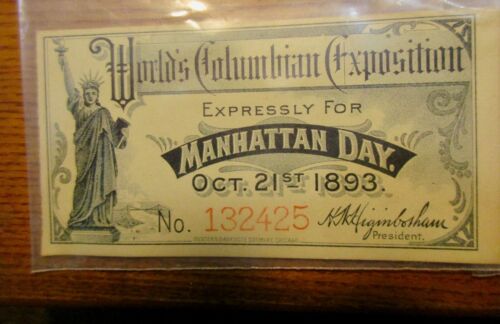 World's Columbian Exposition
EXPRESSLY FOR
MANHATTAN DAY.
OCT. 21ST 1893.
No. 132425 H.N. Higinbotham
President.